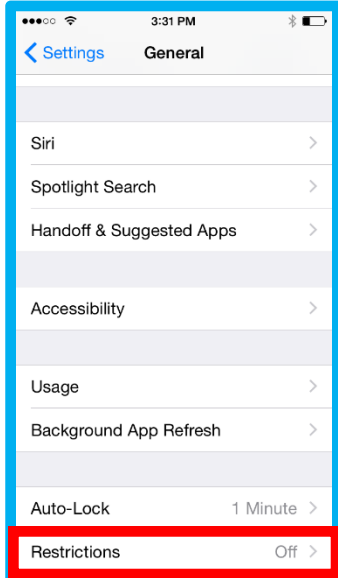 3:31 PM
Settings General
Siri
Spotlight Search
Handoff & Suggested Apps
Accessibility
Usage
Background App Refresh
Auto-Lock 1 Minute
Restrictions Off